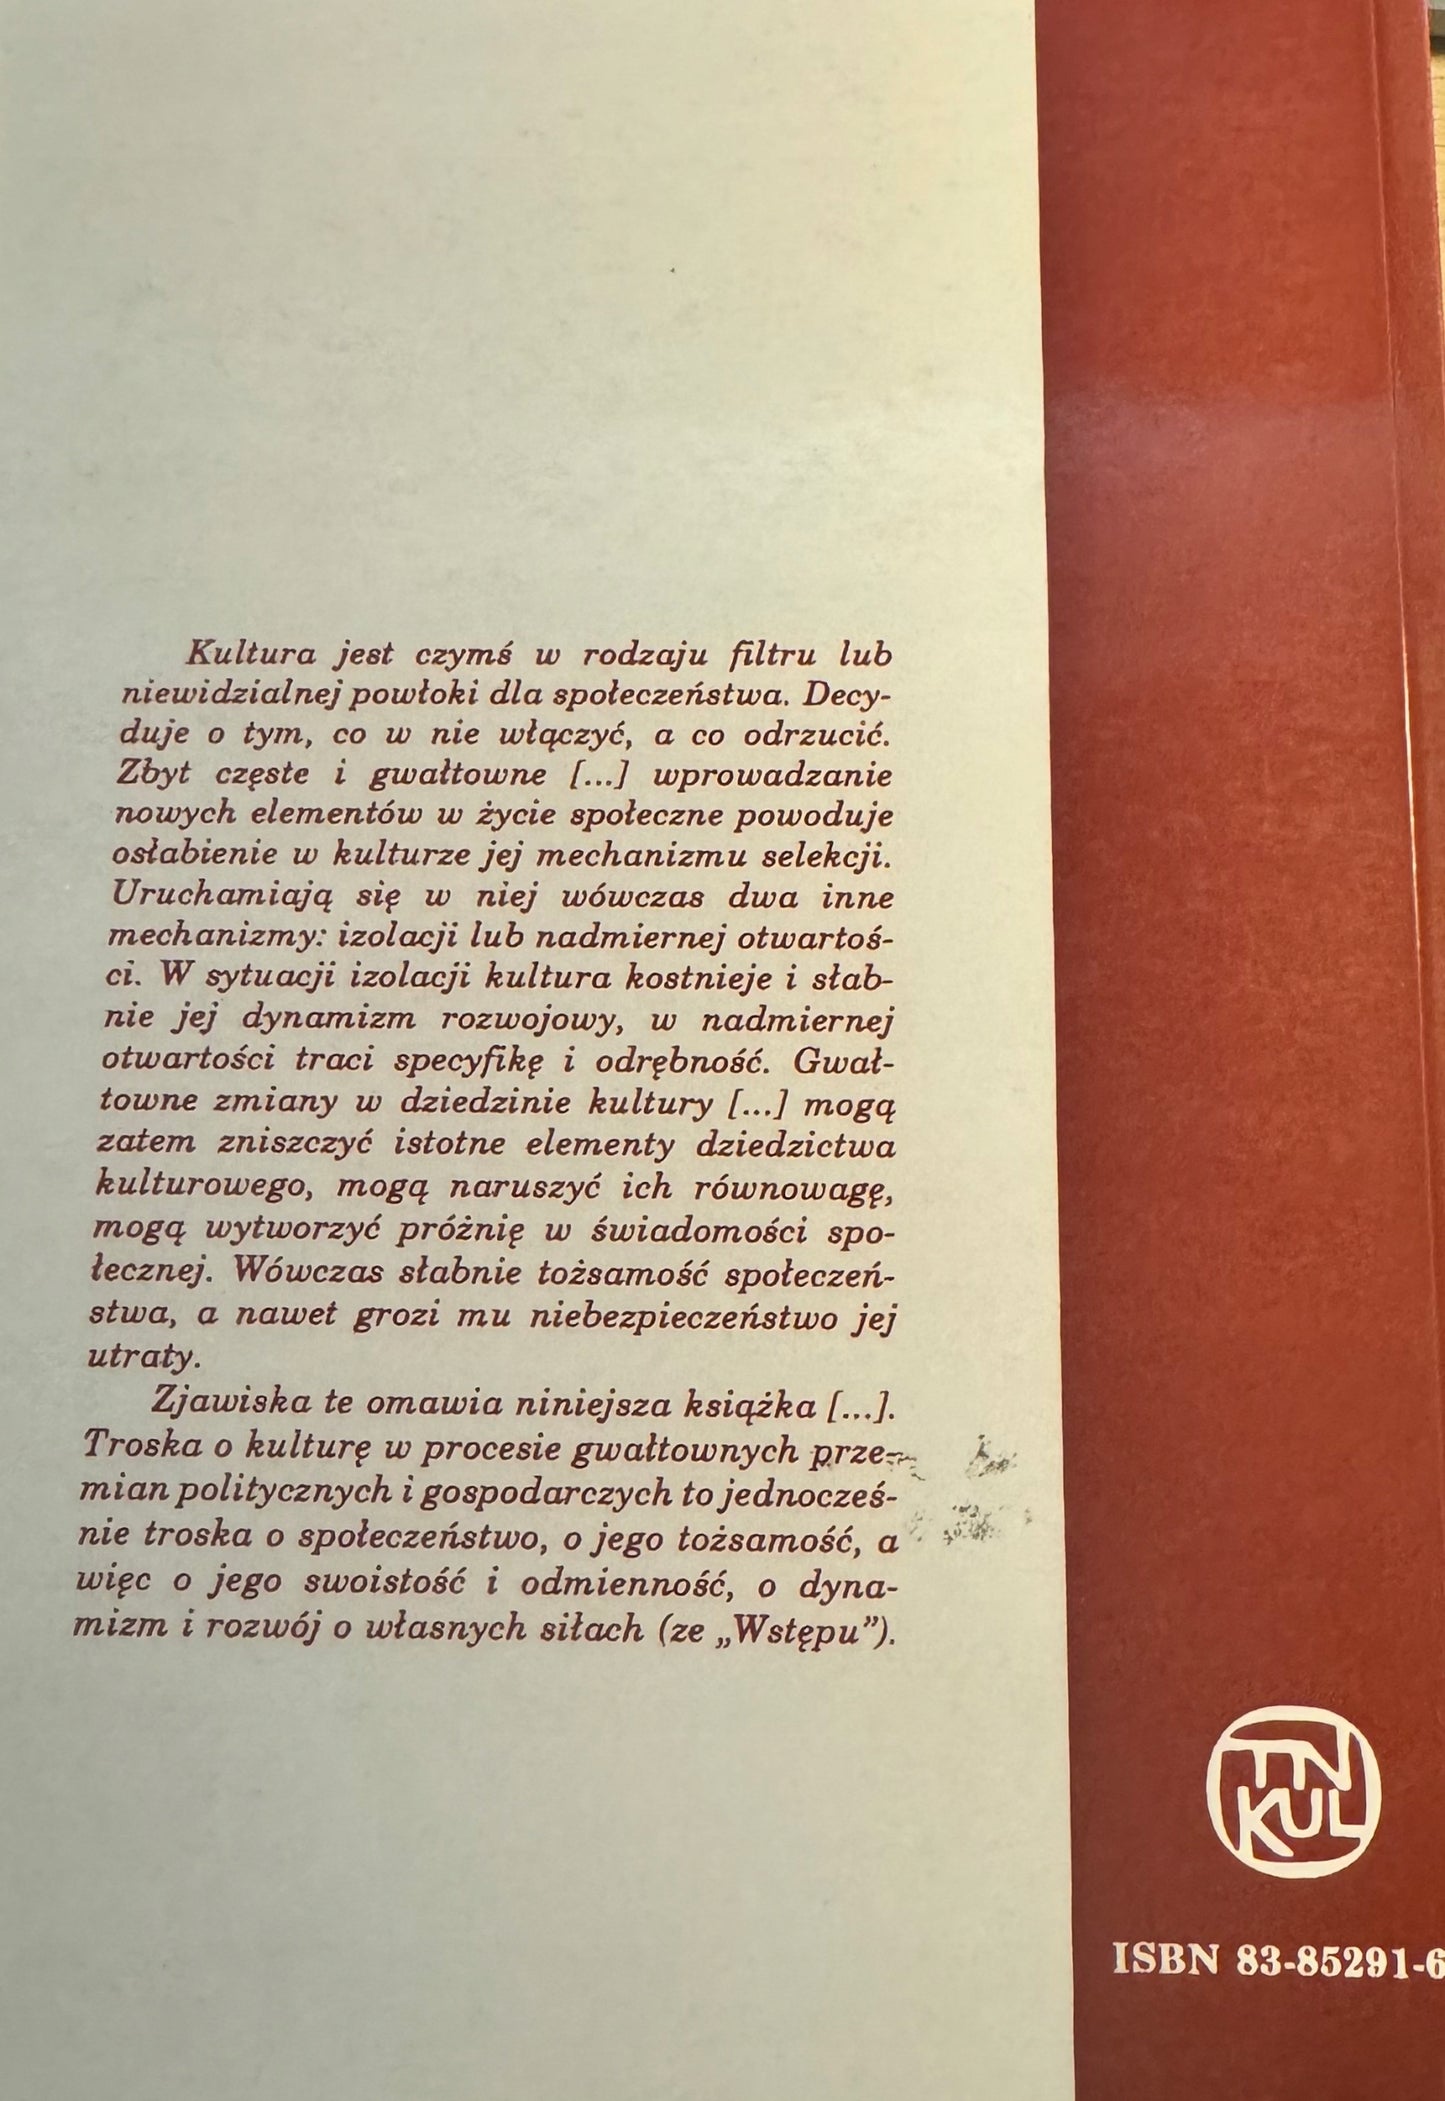 Kultura jest czymś w rodzaju filtru lub
niewidzialnej powłoki dla społeczeństwa. Decy-
duje o tym, co w nie włączyć, a co odrzucić.
Zbyt częste i gwałtowne [...] wprowadzanie
nowych elementów w życie społeczne powoduje
osłabienie w kulturze jej mechanizmu selekcji.
Uruchamiają się w niej wówczas dwa inne
mechanizmy: izolacji lub nadmiernej otwartoś-
ci. W sytuacji izolacji kultura kostnieje i słab-
nie jej dynamizm rozwojowy, w nadmiernej
otwartości traci specyfikę i odrębność. Gwał-
towne zmiany w dziedzinie kultury [...] mogą
zatem zniszczyć istotne elementy dziedzictwa
kulturowego, mogą naruszyć ich równowagę,
mogą wytworzyć próżnię w świadomości spo-
łecznej. Wówczas słabnie tożsamość społeczeń-
stwa, a nawet grozi mu niebezpieczeństwo jej
utraty.
Zjawiska te omawia niniejsza książka [...].
Troska o kulturę w procesie gwałtownych prze-
mian politycznych i gospodarczych to jednocześ-
nie troska o społeczeństwo, o jego tożsamość, a
więc o jego swoistość i odmienność, o dyna-
mizm i rozwój o własnych siłach (ze „Wstępu”).
TN
KUL
ISBN 83-85291-6